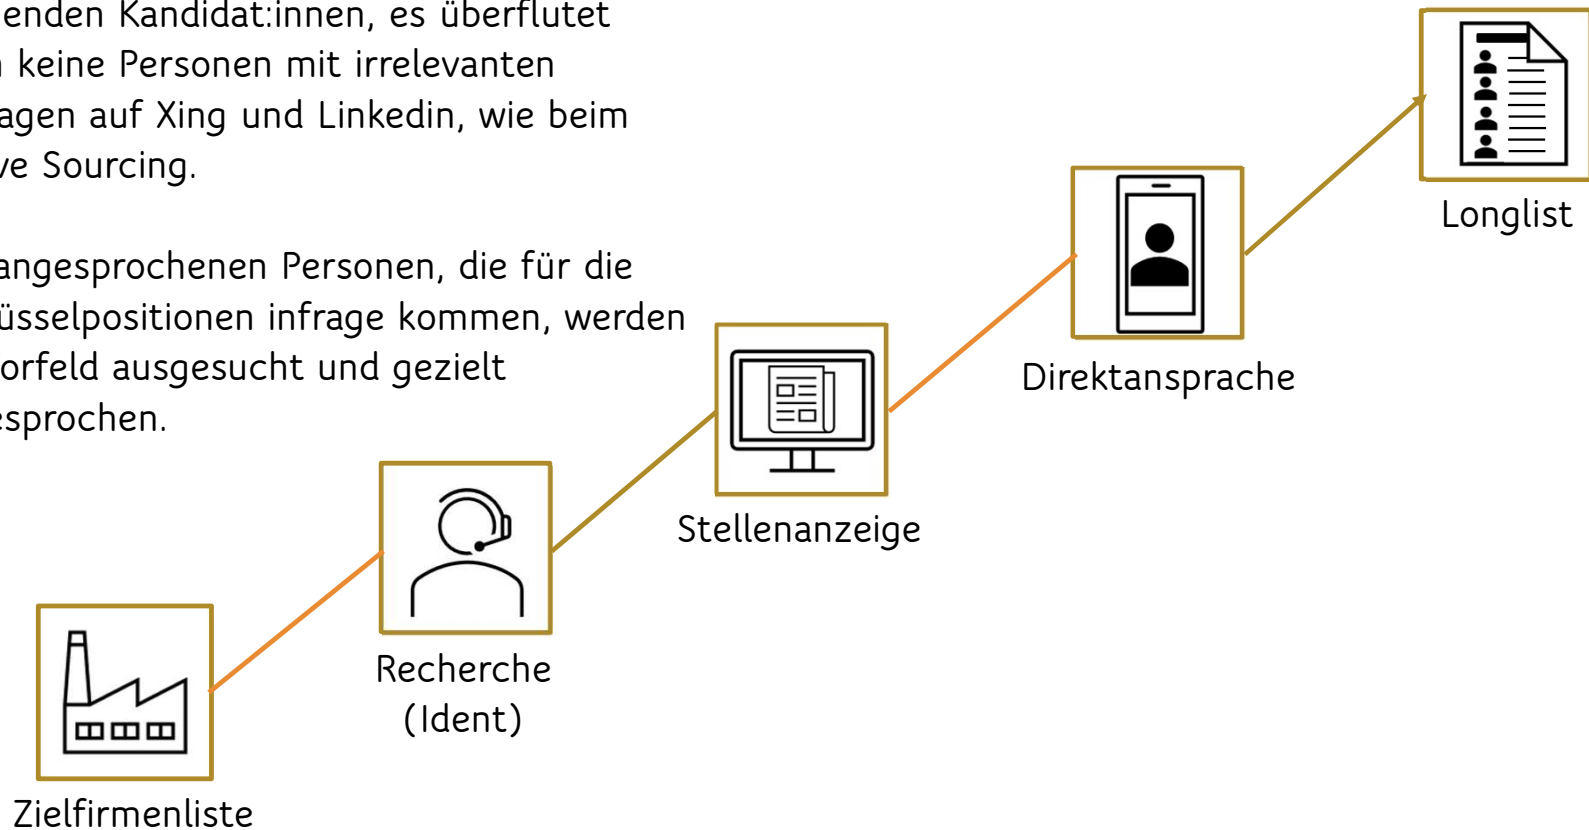 enden Kandidat:innen, es überflutet
keine Personen mit irrelevanten
agen auf Xing und Linkedin, wie beim
ve Sourcing.
angesprochenen Personen, die für die
üsselpositionen infrage kommen, werden
orfeld ausgesucht und gezielt
esprochen.
Longlist
Direktansprache
Stellenanzeige
Recherche
(Ident)
Zielfirmenliste